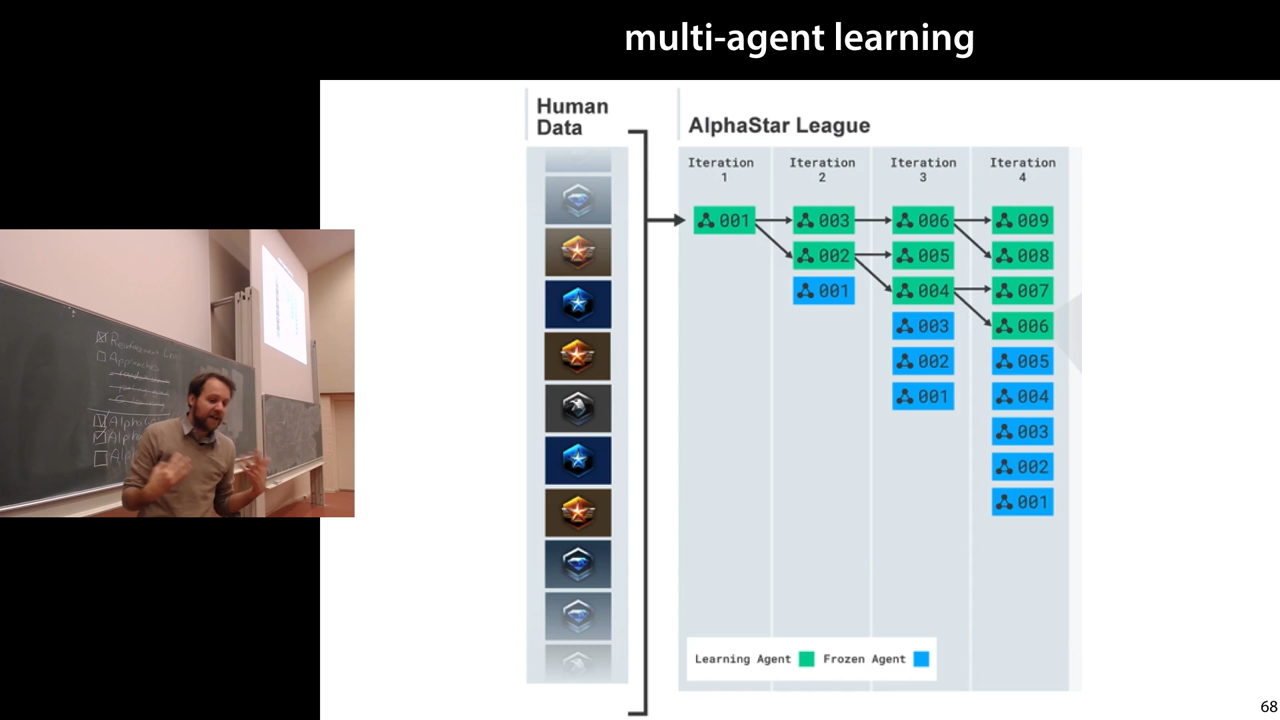 multi-agent learning
Human
Data
AlphaStar League
Iteration
1
Iteration
2
Iteration
3
Iteration
4
001
003
006
009
002
005
008
001
004
007
003
006
002
005
001
004
003
002
001
Learning Agent
Frozen Agent
Approaches
68